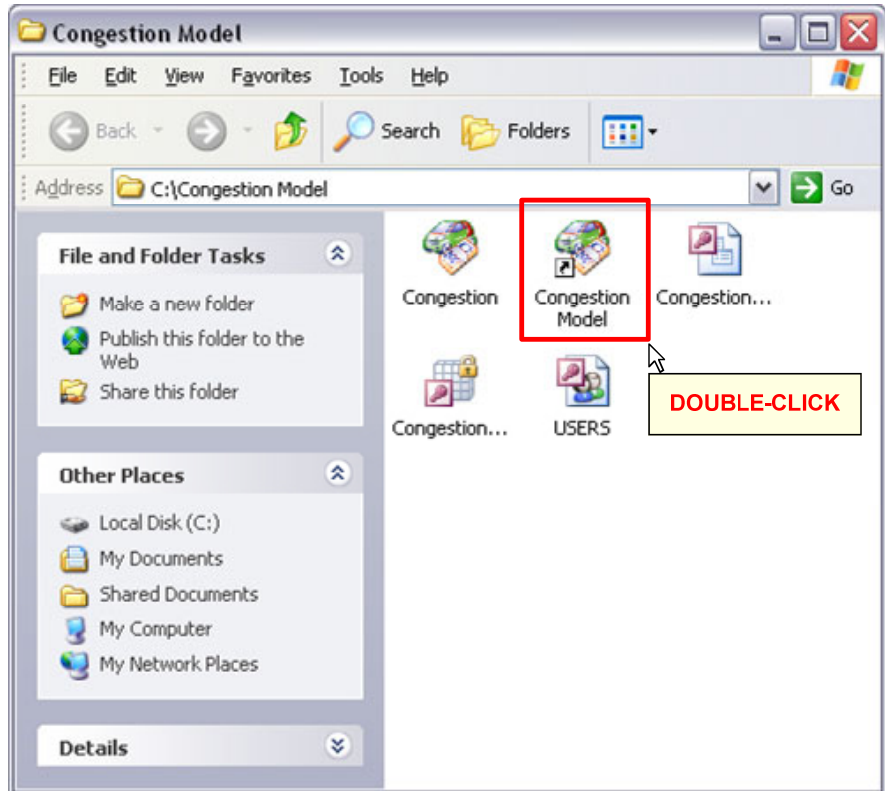 Congestion Model
File Edit View Favorites Tools Help
Back Search Folders
Address C:\Congestion Model Go
File and Folder Tasks
Make a new folder
Publish this folder to the
Web
Share this folder
Other Places
Local Disk (C:)
My Documents
Shared Documents
My Computer
My Network Places
Details
Congestion
Congestion
Model
Congestion...
Congestion...
USERS
DOUBLE-CLICK